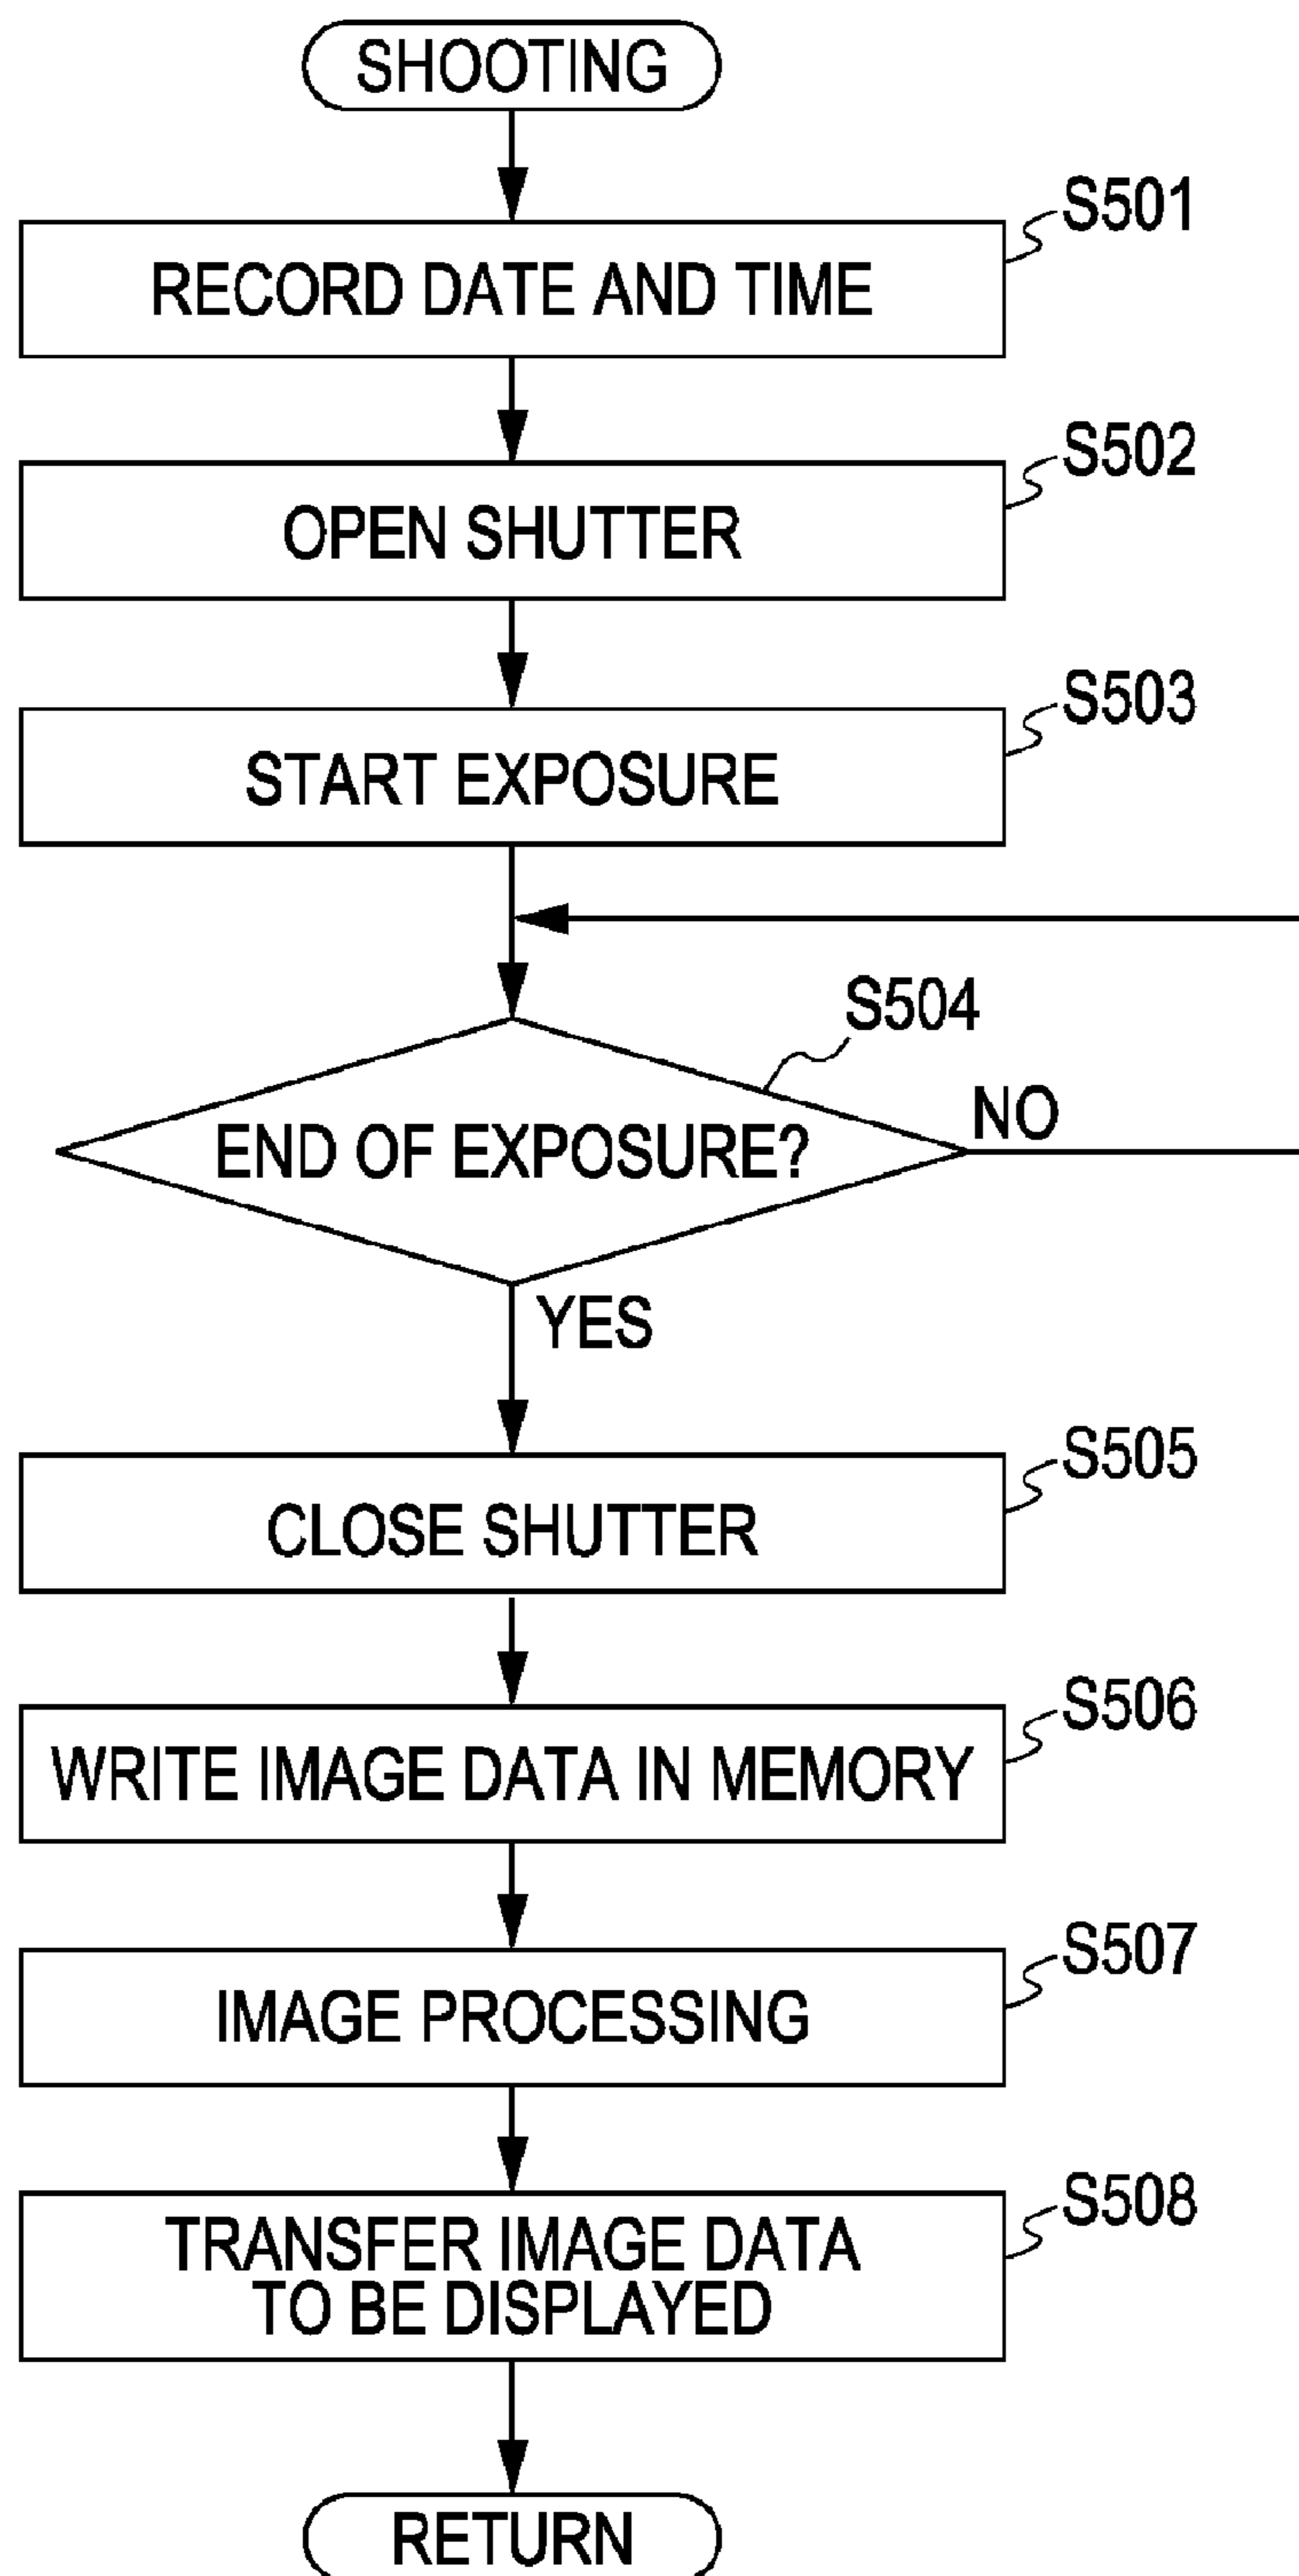 SHOOTING
S501
RECORD DATE AND TIME
S502
OPEN SHUTTER
S503
START EXPOSURE
S504
END OF EXPOSURE?
NO
YES
S505
CLOSE SHUTTER
S506
WRITE IMAGE DATA IN MEMORY
S507
IMAGE PROCESSING
S508
TRANSFER IMAGE DATA
TO BE DISPLAYED
RETURN